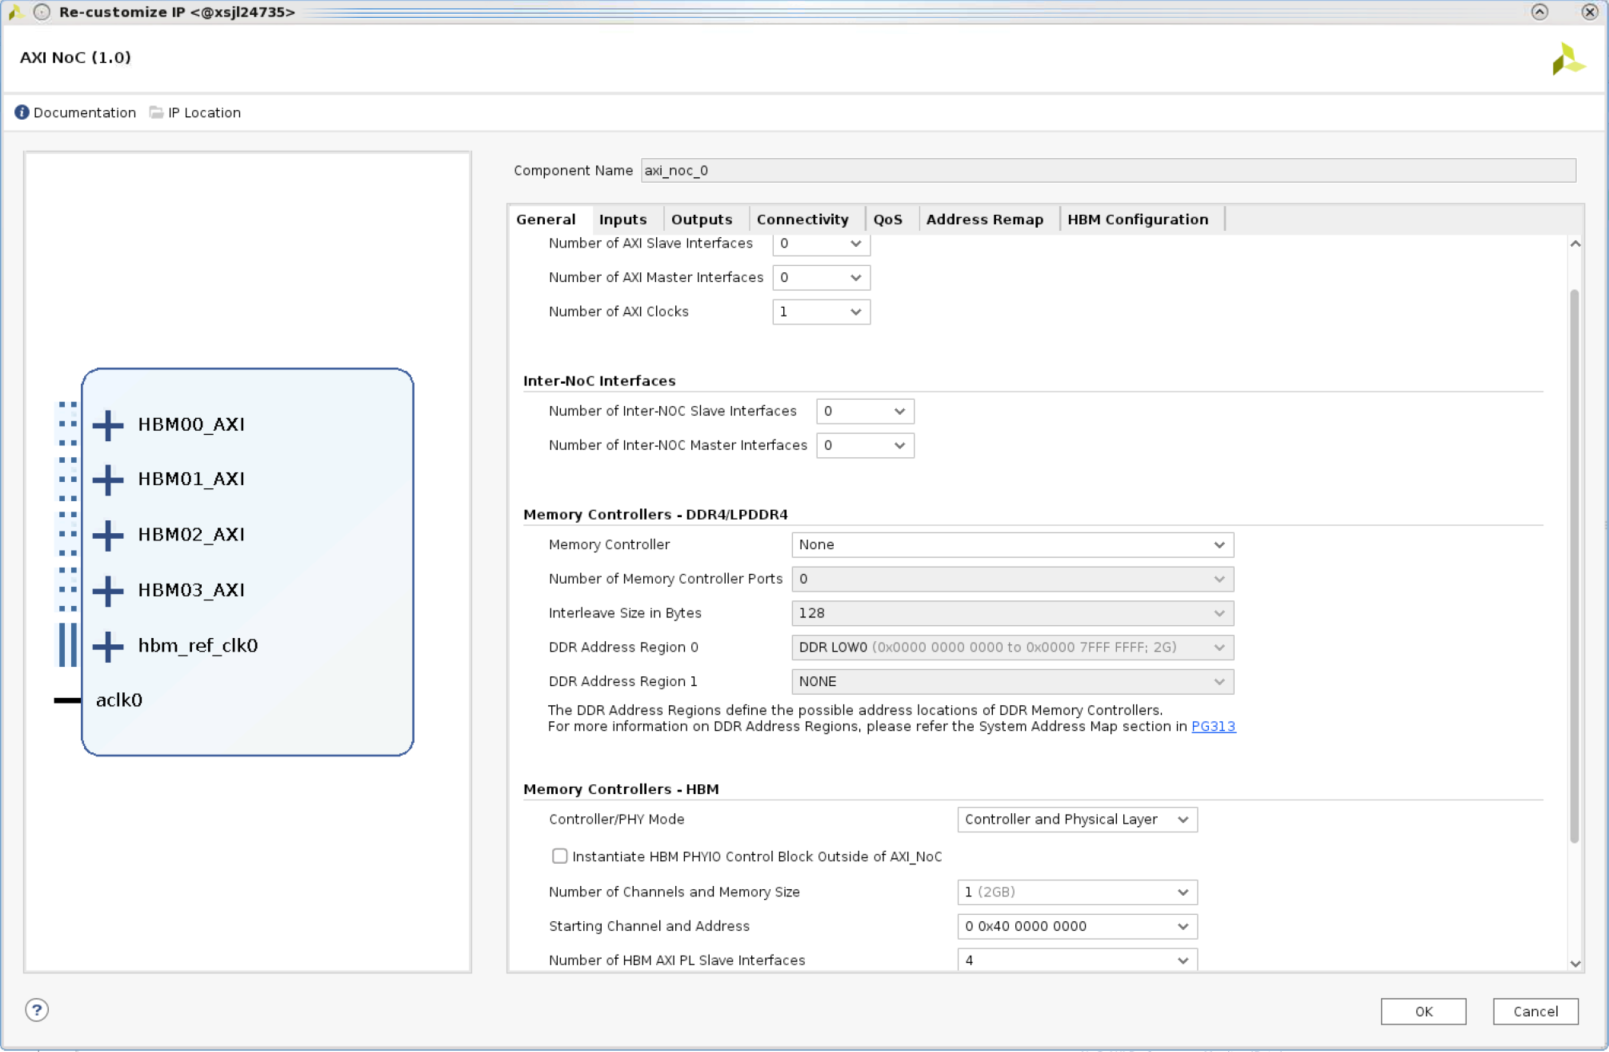 Re-customize IP <@xsjl24735>
AXI NoC (1.0)
Documentation IP Location
HBM00_AXI
HBM01_AXI
HBM02_AXI
HBM03_AXI
hbm_ref_clk0
aclk0
Component Name axi_noc_0
General Inputs Outputs Connectivity QoS Address Remap HBM Configuration
Number of AXI Slave Interfaces 0
Number of AXI Master Interfaces 0
Number of AXI Clocks 1
Inter-NoC Interfaces
Number of Inter-NOC Slave Interfaces 0
Number of Inter-NOC Master Interfaces 0
Memory Controllers - DDR4/LPDDR4
Memory Controller None
Number of Memory Controller Ports 0
Interleave Size in Bytes 128
DDR Address Region 0 DDR LOW0 (0x0000 0000 0000 to 0x0000 7FFF FFFF; 2G)
DDR Address Region 1 NONE
The DDR Address Regions define the possible address locations of DDR Memory Controllers.
For more information on DDR Address Regions, please refer the System Address Map section in PG313
Memory Controllers - HBM
Controller/PHY Mode Controller and Physical Layer
Instantiate HBM PHYIO Control Block Outside of AXI_NoC
Number of Channels and Memory Size 1 (2GB)
Starting Channel and Address 0 0x40 0000 0000
Number of HBM AXI PL Slave Interfaces 4
? OK Cancel